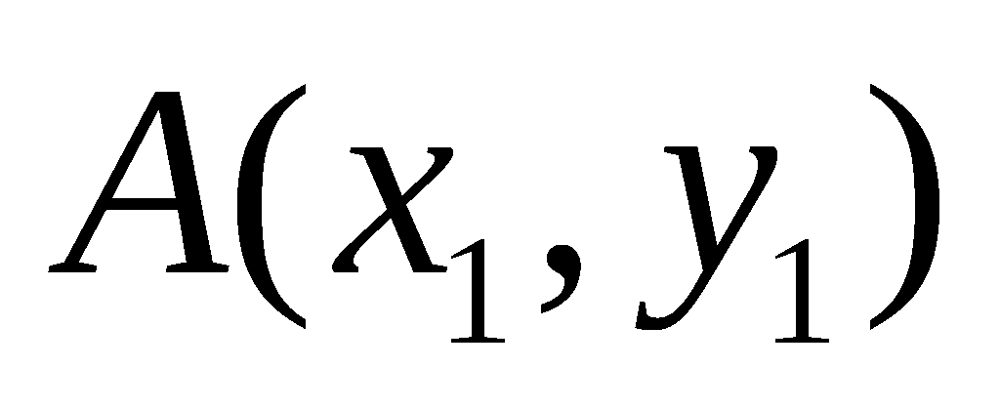 A(x₁, y₁)